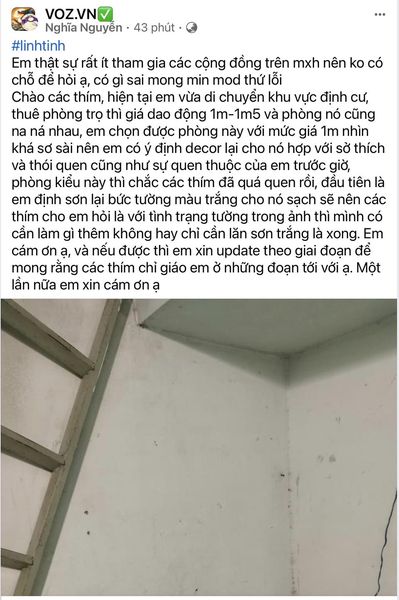 VOZ.VN✅
Nghĩa Nguyễn · 43 phút ·
#linhtinh
Em thật sự rất ít tham gia các cộng đồng trên mxh nên ko có
chỗ để hỏi ạ, có gì sai mong min mod thứ lỗi
Chào các thím, hiện tại em vừa di chuyển khu vực định cư,
thuê phòng trọ thì giá dao động 1m-1m5 và phòng nó cũng
na ná nhau, em chọn được phòng này với mức giá 1m nhìn
khá sơ sài nên em có ý định decor lại cho nó hợp với sở thích
và thói quen cũng như sự quen thuộc của em trước giờ,
phòng kiểu này thì chắc các thím đã quá quen rồi, đầu tiên là
em định sơn lại bức tường màu trắng cho nó sạch sẽ nên các
thím cho em hỏi là với tình trạng tường trong ảnh thì mình có
cần làm gì thêm không hay chỉ cần lăn sơn trắng là xong. Em
cám ơn ạ, và nếu được thì em xin update theo giai đoạn để
mong rằng các thím chỉ giáo em ở những đoạn tới với ạ. Một
lần nữa em xin cám ơn ạ